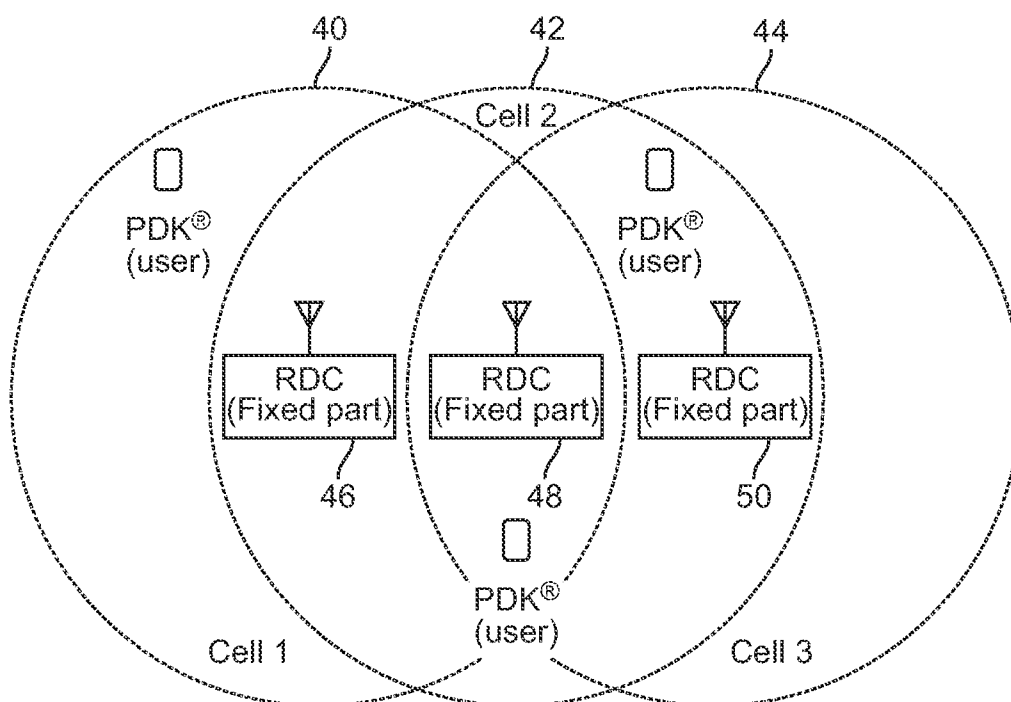 40
42
44
Cell 2
PDK®
(user)
PDK®
(user)
RDC
(Fixed part)
RDC
(Fixed part)
RDC
(Fixed part)
46
48
50
PDK®
(user)
Cell 1
Cell 3